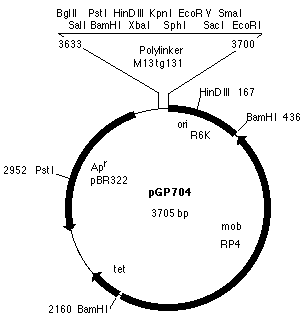 BglII PstI HinDIII KpnI EcoRV SmaI
SalI BamHI XbaI SphI SacI EcoRI
3633 3700
Polylinker
M13tg131
HinDIII 167
ori
R6K
BamHI 436
2952 PstI
Apr
pBR322
pGP704
3705 bp
mob
RP4
tet
2160 BamHI